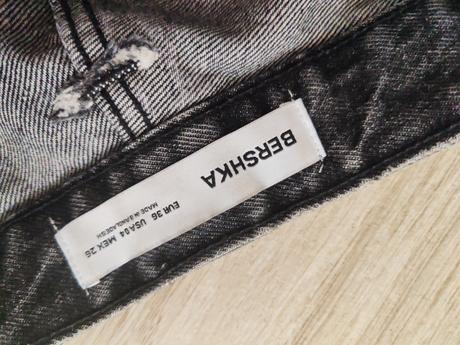 BERSHKA
EUR 36 USA 04 MEX 26
MADE IN BANGLADESH